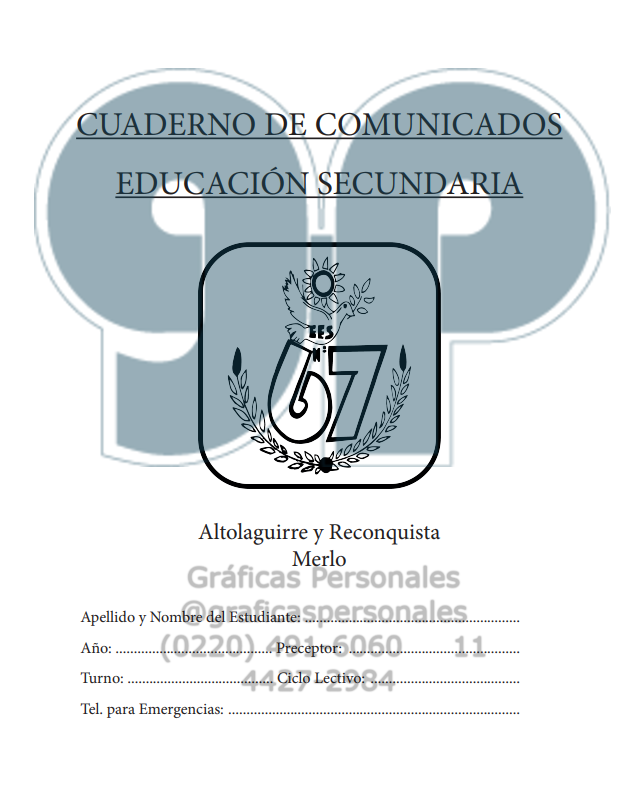 CUADERNO DE COMUNICADOS
EDUCACIÓN SECUNDARIA
EES
Nº
67
Altolaguirre y Reconquista
Merlo
Gráficas Personales
Apellido y Nombre del Estudiante: ..........................................................
@graficaspersonales
Año: .......................................... Preceptor: ...............................................
(0220) 491-6060 11
Turno: ....................................... Ciclo Lectivo: .........................................
4427-2984
Tel. para Emergencias: ...............................................................................